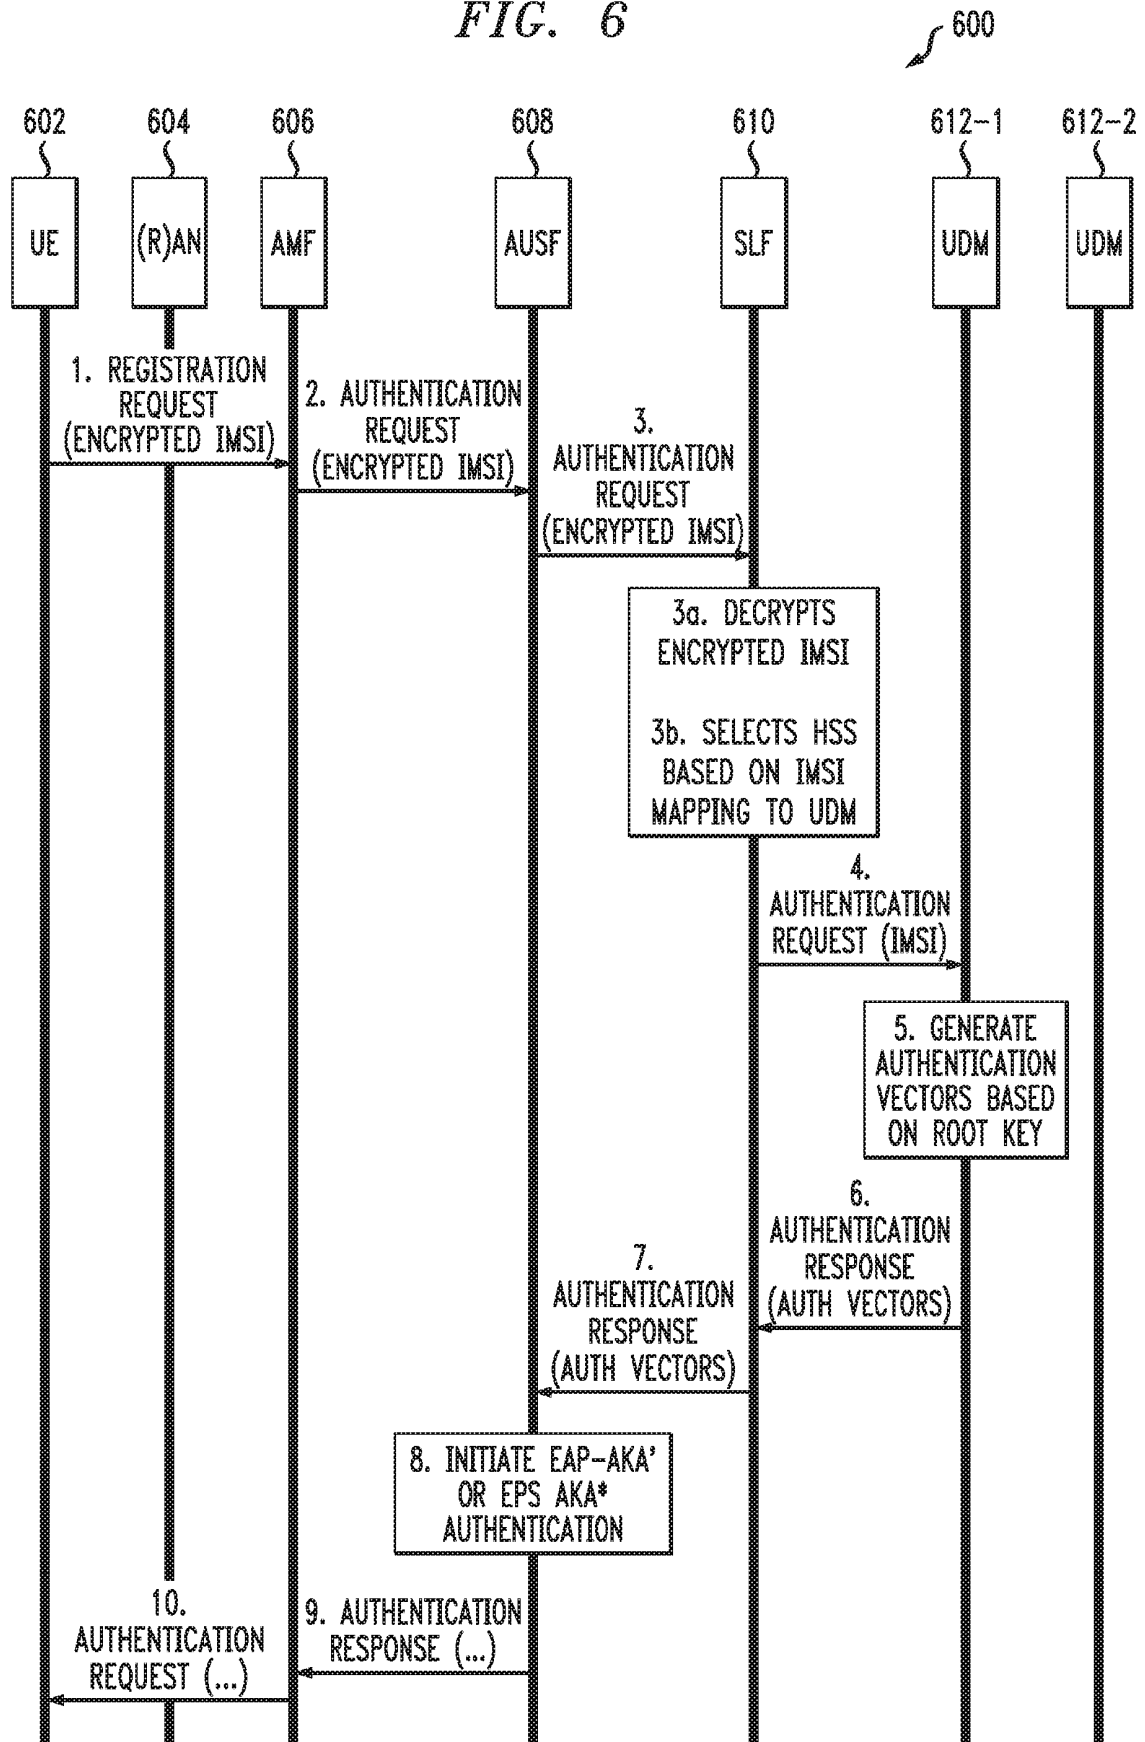 FIG. 6
600
602
604
606
608
610
612-1
612-2
UE
(R)AN
AMF
AUSF
SLF
UDM
UDM
1. REGISTRATION
REQUEST
(ENCRYPTED IMSI)
2. AUTHENTICATION
REQUEST
(ENCRYPTED IMSI)
3.
AUTHENTICATION
REQUEST
(ENCRYPTED IMSI)
3a. DECRYPTS
ENCRYPTED IMSI
3b. SELECTS HSS
BASED ON IMSI
MAPPING TO UDM
4.
AUTHENTICATION
REQUEST (IMSI)
5. GENERATE
AUTHENTICATION
VECTORS BASED
ON ROOT KEY
6.
AUTHENTICATION
RESPONSE
(AUTH VECTORS)
7.
AUTHENTICATION
RESPONSE
(AUTH VECTORS)
8. INITIATE EAP-AKA'
OR EPS AKA*
AUTHENTICATION
9. AUTHENTICATION
RESPONSE (...)
10.
AUTHENTICATION
REQUEST (...)